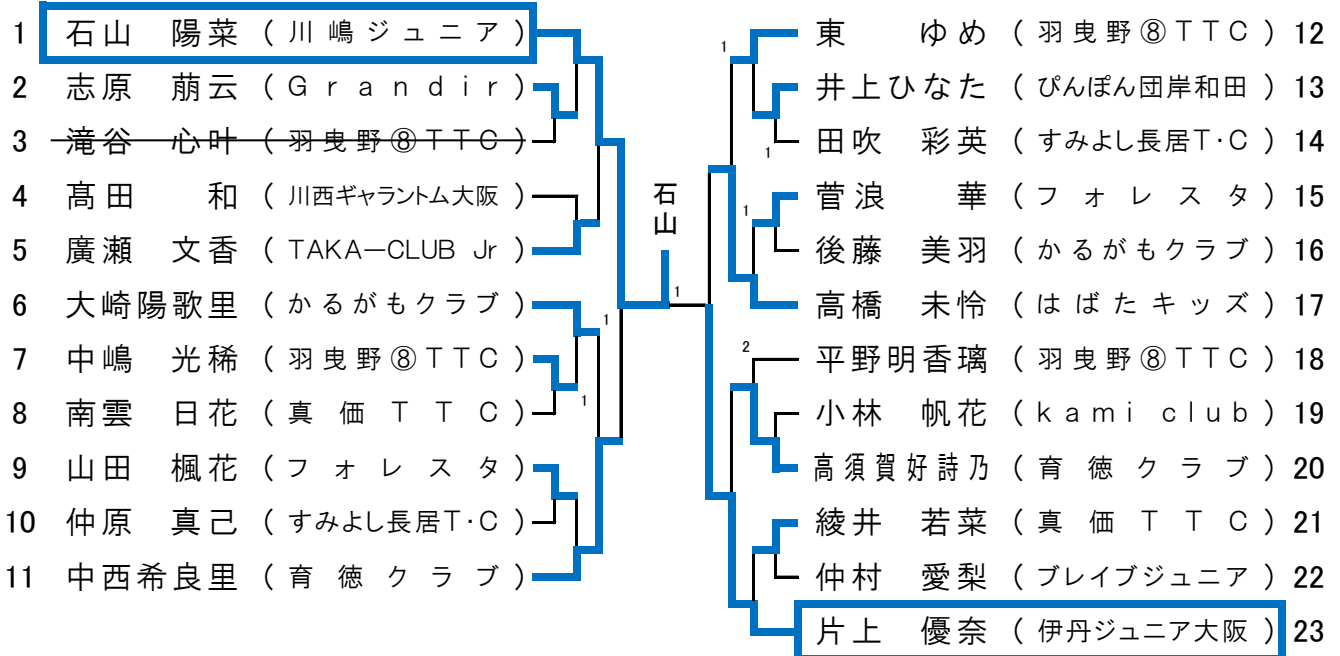 1 石山 陽菜 ( 川嶋ジュニア )
2 志原 萠云 ( Grandir )
3 滝谷 心叶 ( 羽曳野⑧TTC )
4 髙田 和 ( 川西ギャラントム大阪 )
5 廣瀬 文香 ( TAKA－CLUB Jr )
6 大崎陽歌里 ( かるがもクラブ )
7 中嶋 光稀 ( 羽曳野⑧TTC )
8 南雲 日花 ( 真価TTC )
9 山田 楓花 ( フォレスタ )
10 仲原 真己 ( すみよし長居T・C )
11 中西希良里 ( 育徳クラブ )
1
1
石山
1
1
1
1
2
東 ゆめ ( 羽曳野⑧TTC ) 12
井上ひなた ( ぴんぽん団岸和田 ) 13
田吹 彩英 ( すみよし長居T・C ) 14
菅浪 華 ( フォレスタ ) 15
後藤 美羽 ( かるがもクラブ ) 16
高橋 未怜 ( はばたキッズ ) 17
平野明香璃 ( 羽曳野⑧TTC ) 18
小林 帆花 ( kami club ) 19
高須賀好詩乃 ( 育徳クラブ ) 20
綾井 若菜 ( 真価TTC ) 21
仲村 愛梨 ( ブレイブジュニア ) 22
片上 優奈 ( 伊丹ジュニア大阪 ) 23